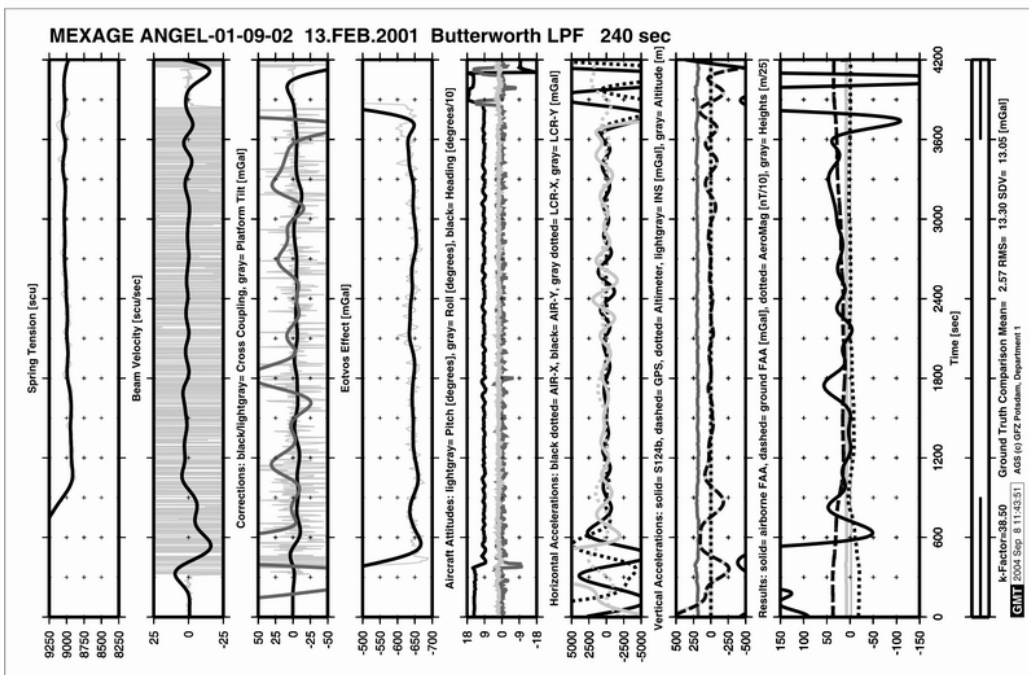 MEXAGE ANGEL-01-09-02 13.FEB.2001 Butterworth LPF 240 sec
Spring Tension [scu]
9250
9000
8750
8500
8250
Beam Velocity [scu/sec]
25
0
-25
Corrections: black/lightgray= Cross Coupling, gray= Platform Tilt [mGal]
50
25
0
-25
-50
Eotvos Effect [mGal]
-500
-600
-700
Aircraft Attitudes: lightgray= Pitch [degrees], gray= Roll [degrees], black= Heading [degrees/10]
18
9
0
-9
-18
Horizontal Accelerations: black dotted= AIR-X, black= AIR-Y, gray dotted= LCR-X, gray= LCR-Y [mGal]
5000
2500
0
-2500
-5000
Vertical Accelerations: solid= S124b, dashed= GPS, dotted= Altimeter, lightgray= INS [mGal], gray= Altitude [m]
500
250
0
-250
-500
Results: solid= airborne FAA, dashed= ground FAA [mGal], dotted= AeroMag [nT/10], gray= Heights [m/25]
150
100
50
0
-50
-100
-150
0 600 1200 1800 2400 3000 3600 4200
Time [sec]
k-Factor=38.50 Ground Truth Comparison Mean= 2.57 RMS= 13.30 SDV= 13.05 [mGal]
GMT 2004 Sep 8 11:43:51 AGS (c) GFZ Potsdam, Department 1